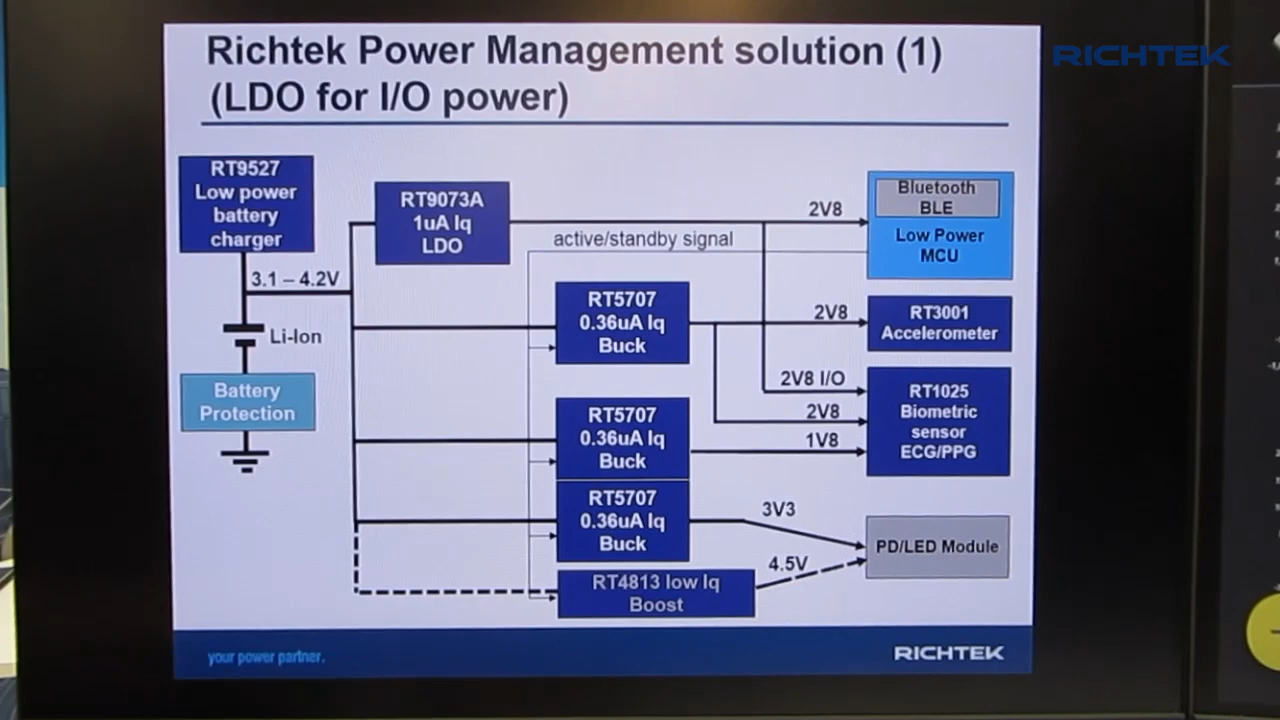 Richtek Power Management solution (1)
(LDO for I/O power)
RICHTEK
RT9527
Low power
battery
charger
3.1 – 4.2V
Li-Ion
Battery
Protection
RT9073A
1uA Iq
LDO
active/standby signal
RT5707
0.36uA Iq
Buck
RT5707
0.36uA Iq
Buck
RT5707
0.36uA Iq
Buck
RT4813 low Iq
Boost
2V8
2V8
2V8 I/O
2V8
1V8
3V3
4.5V
Bluetooth
BLE
Low Power
MCU
RT3001
Accelerometer
RT1025
Biometric
sensor
ECG/PPG
PD/LED Module
your power partner.
RICHTEK